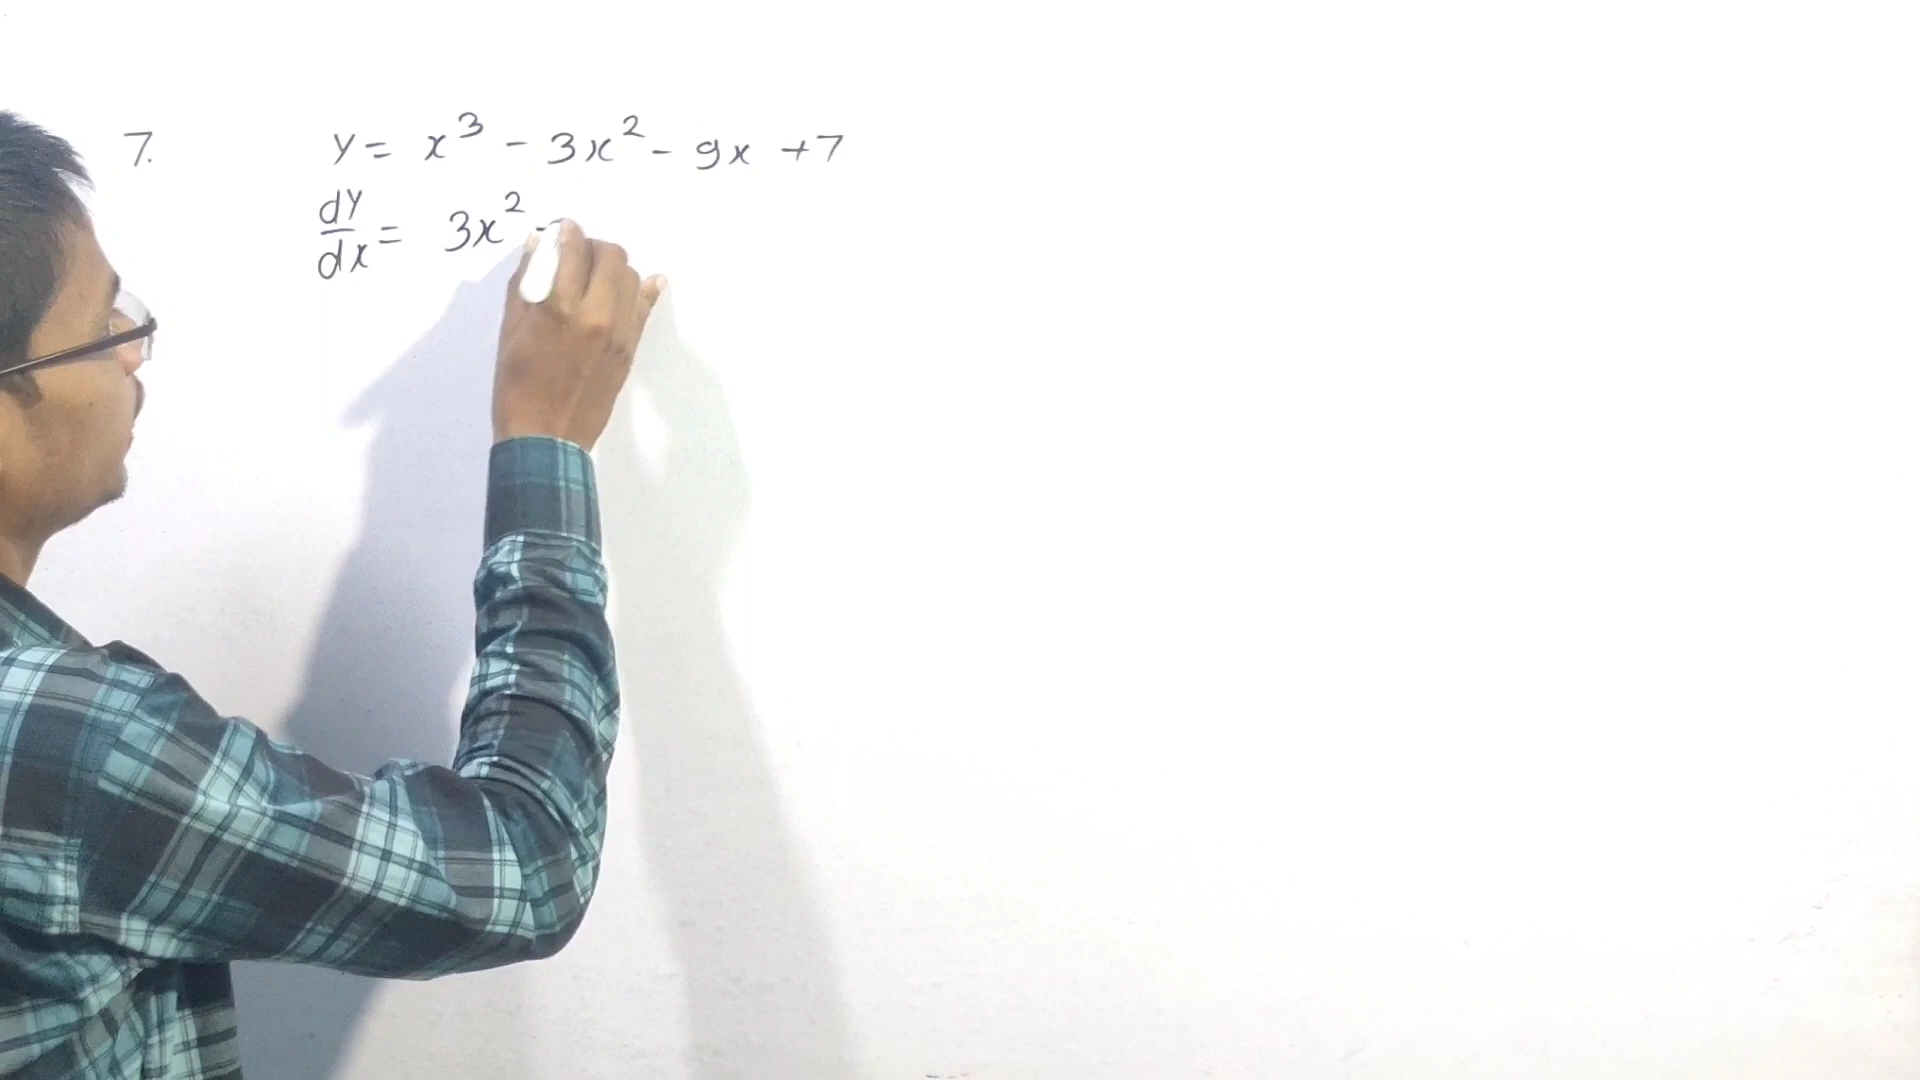 7. y = x³ - 3x² - 9x + 7
dy/dx = 3x² -